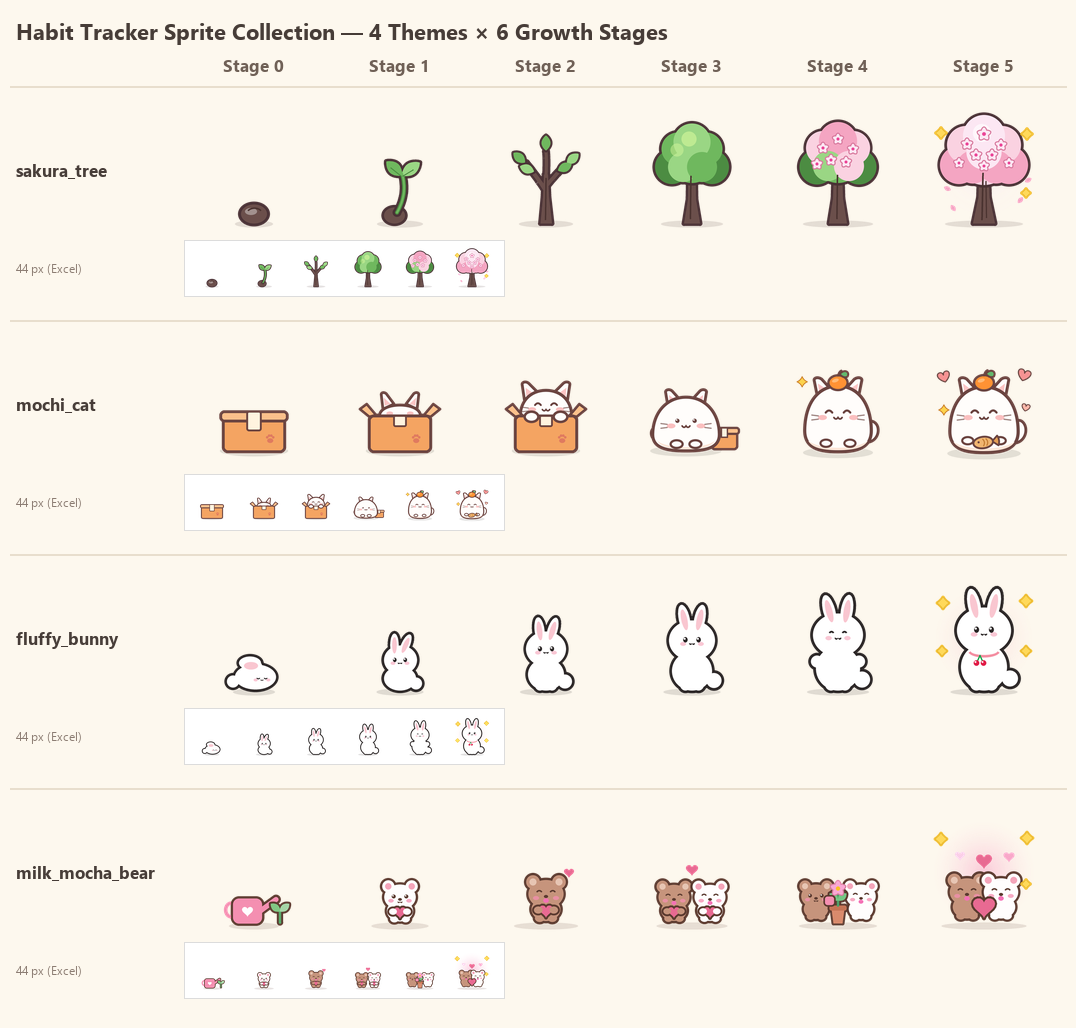 Habit Tracker Sprite Collection — 4 Themes × 6 Growth Stages
Stage 0 Stage 1 Stage 2 Stage 3 Stage 4 Stage 5
sakura_tree
44 px (Excel)
mochi_cat
44 px (Excel)
fluffy_bunny
44 px (Excel)
milk_mocha_bear
44 px (Excel)